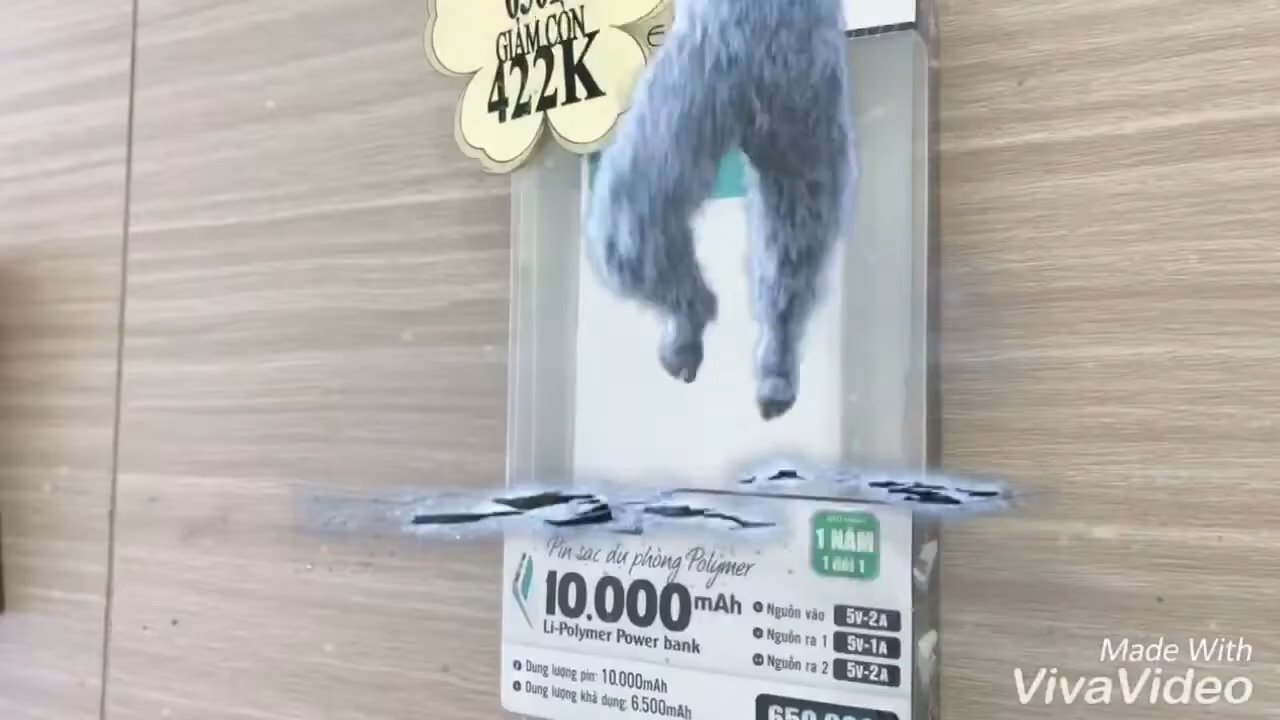 GIẢM CÒN
422K
1 NĂM
1 ĐỔI 1
Pin sạc dự phòng Polymer
10.000mAh
Li-Polymer Power bank
Nguồn vào 5V-2A
Nguồn ra 1 5V-1A
Nguồn ra 2 5V-2A
Dung lượng pin: 10.000mAh
Dung lượng khả dụng: 6.500mAh
Made With
VivaVideo